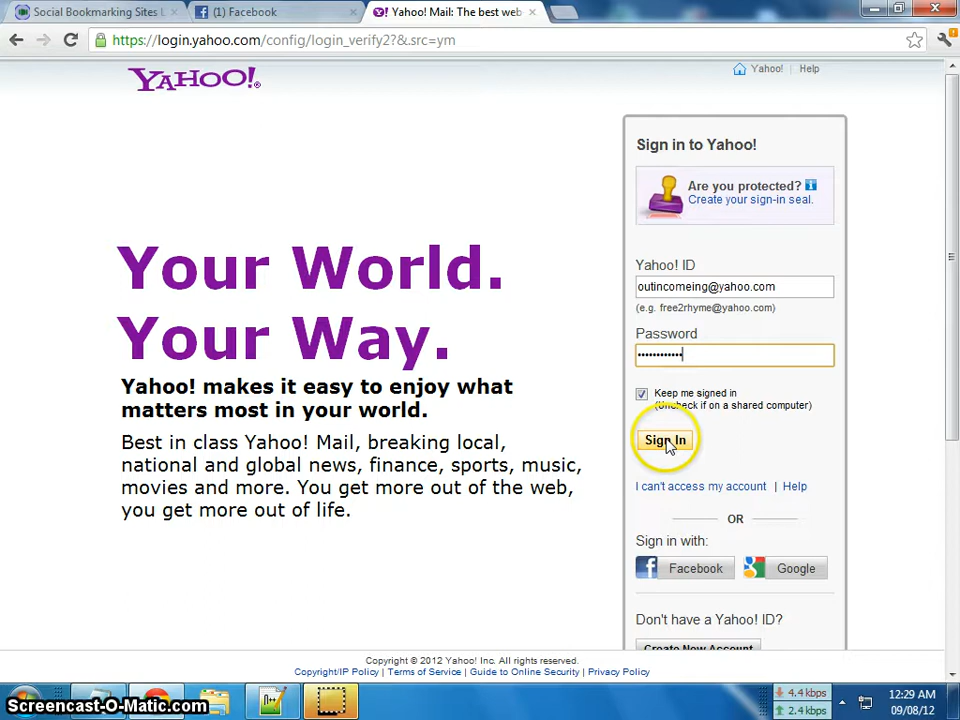 Social Bookmarking Sites L
(1) Facebook
Yahoo! Mail: The best web
https://login.yahoo.com/config/login_verify2?&.src=ym
YAHOO!
Yahoo! | Help
Sign in to Yahoo!
Are you protected?
Create your sign-in seal.
Your World.
Your Way.
Yahoo! makes it easy to enjoy what
matters most in your world.
Best in class Yahoo! Mail, breaking local,
national and global news, finance, sports, music,
movies and more. You get more out of the web,
you get more out of life.
Yahoo! ID
outincomeing@yahoo.com
(e.g. free2rhyme@yahoo.com)
Password
Keep me signed in
(Uncheck if on a shared computer)
Sign In
I can't access my account | Help
OR
Sign in with:
Facebook Google
Don't have a Yahoo! ID?
Create New Account
Copyright © 2012 Yahoo! Inc. All rights reserved.
Copyright/IP Policy | Terms of Service | Guide to Online Security | Privacy Policy
Screencast-O-Matic.com
4.4 kbps
2.4 kbps
12:29 AM
09/08/12